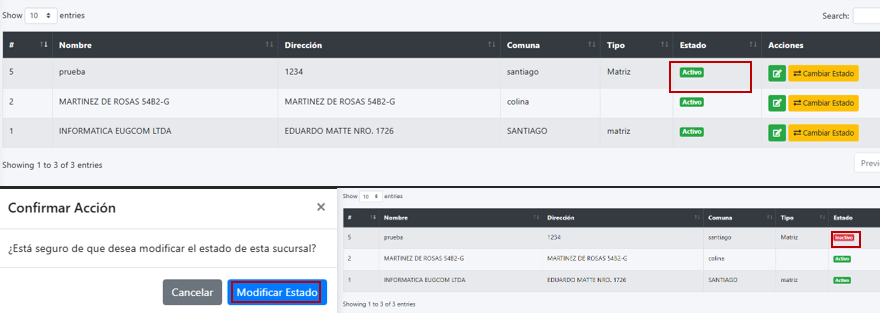 Show 10 entries Search:
# Nombre Dirección Comuna Tipo Estado Acciones
5 prueba 1234 santiago Matriz Activo Cambiar Estado
2 MARTINEZ DE ROSAS 54B2-G MARTINEZ DE ROSAS 54B2-G colina Activo Cambiar Estado
1 INFORMATICA EUGCOM LTDA EDUARDO MATTE NRO. 1726 SANTIAGO matriz Activo Cambiar Estado
Showing 1 to 3 of 3 entries Previ
Confirmar Acción ×
¿Está seguro de que desea modificar el estado de esta sucursal?
Cancelar Modificar Estado
Show 10 entries
# Nombre Dirección Comuna Tipo Estado
5 prueba 1234 santiago Matriz Inactivo
2 MARTINEZ DE ROSAS 54B2-G MARTINEZ DE ROSAS 54B2-G colina Activo
1 INFORMATICA EUGCOM LTDA EDUARDO MATTE NRO. 1726 SANTIAGO matriz Activo
Showing 1 to 3 of 3 entries